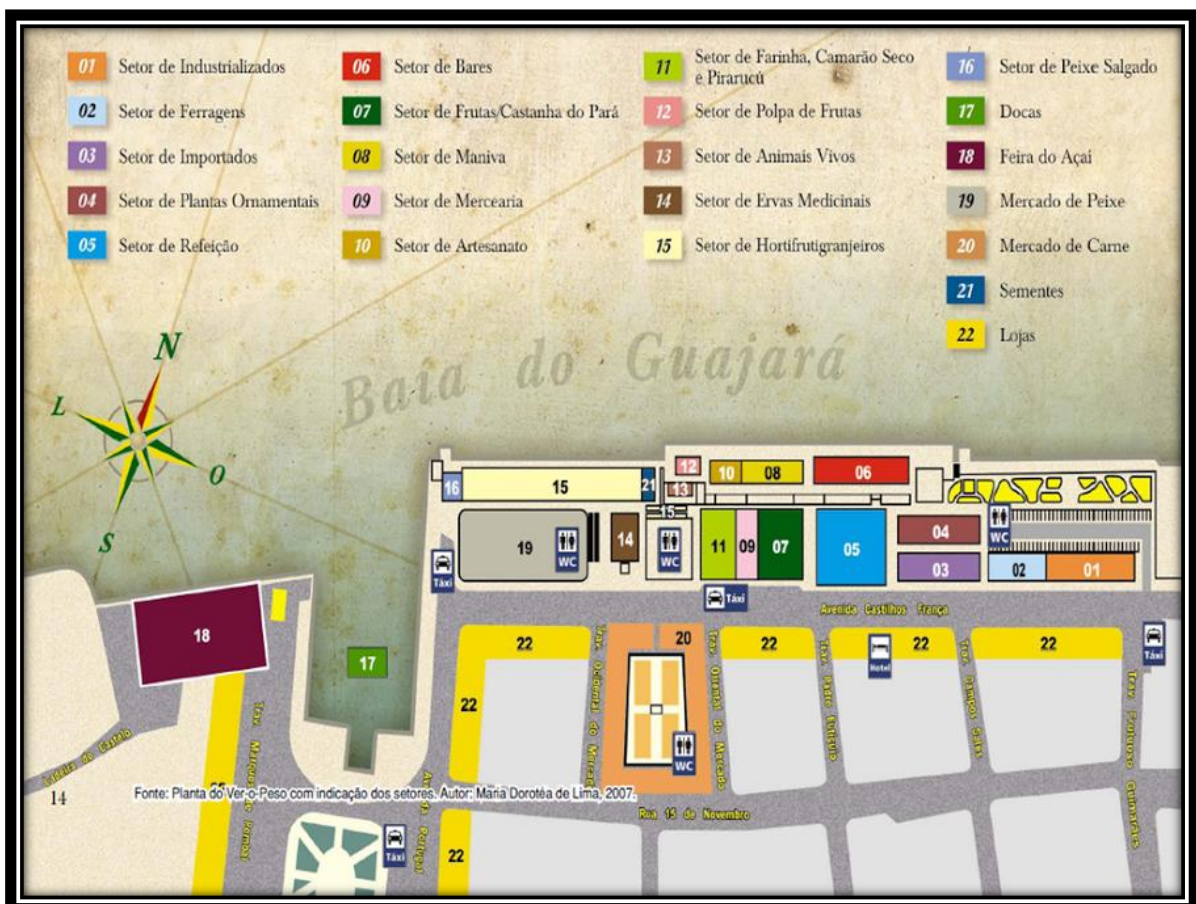 01 Setor de Industrializados
02 Setor de Ferragens
03 Setor de Importados
04 Setor de Plantas Ornamentais
05 Setor de Refeição
06 Setor de Bares
07 Setor de Frutas/Castanha do Pará
08 Setor de Maniva
09 Setor de Mercearia
10 Setor de Artesanato
11 Setor de Farinha, Camarão Seco
e Pirarucú
12 Setor de Polpa de Frutas
13 Setor de Animais Vivos
14 Setor de Ervas Medicinais
15 Setor de Hortifrutigranjeiros
16 Setor de Peixe Salgado
17 Docas
18 Feira do Açaí
19 Mercado de Peixe
20 Mercado de Carne
21 Sementes
22 Lojas
N
L
O
S
Baía do Guajará
12
10
08
06
16
15
21
13
15
19
WC
14
WC
11
09
07
05
04
WC
03
02
01
Táxi
Táxi
Avenida Castilhos França
18
17
22
Trav. Ocidental do Mercado
20
Trav. Oriental do Mercado
22
Trav. Padre Eutíquio
22
Hotel
Trav. Campos Sales
22
Táxi
Trav. Frutuoso Guimarães
22
WC
Ladeira do Castelo
Trav. Marquês de Pombal
Avenida Portugal
14
Fonte: Planta do Ver-o-Peso com indicação dos setores. Autor: Maria Dorotéa de Lima, 2007.
Rua 15 de Novembro
Táxi
22